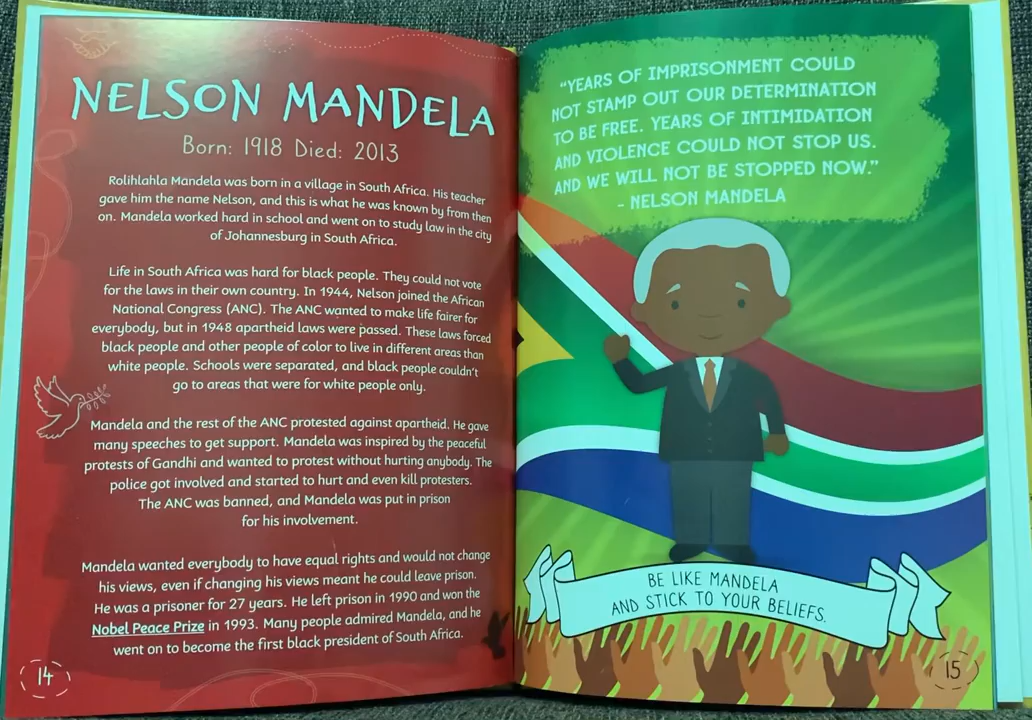 NELSON MANDELA
Born: 1918 Died: 2013
Rolihlahla Mandela was born in a village in South Africa. His teacher
gave him the name Nelson, and this is what he was known by from then
on. Mandela worked hard in school and went on to study law in the city
of Johannesburg in South Africa.
Life in South Africa was hard for black people. They could not vote
for the laws in their own country. In 1944, Nelson joined the African
National Congress (ANC). The ANC wanted to make life fairer for
everybody, but in 1948 apartheid laws were passed. These laws forced
black people and other people of color to live in different areas than
white people. Schools were separated, and black people couldn't
go to areas that were for white people only.
Mandela and the rest of the ANC protested against apartheid. He gave
many speeches to get support. Mandela was inspired by the peaceful
protests of Gandhi and wanted to protest without hurting anybody. The
police got involved and started to hurt and even kill protesters.
The ANC was banned, and Mandela was put in prison
for his involvement.
Mandela wanted everybody to have equal rights and would not change
his views, even if changing his views meant he could leave prison.
He was a prisoner for 27 years. He left prison in 1990 and won the
Nobel Peace Prize in 1993. Many people admired Mandela, and he
went on to become the first black president of South Africa.
14
"YEARS OF IMPRISONMENT COULD
NOT STAMP OUT OUR DETERMINATION
TO BE FREE. YEARS OF INTIMIDATION
AND VIOLENCE COULD NOT STOP US.
AND WE WILL NOT BE STOPPED NOW."
- NELSON MANDELA
BE LIKE MANDELA
AND STICK TO YOUR BELIEFS.
15